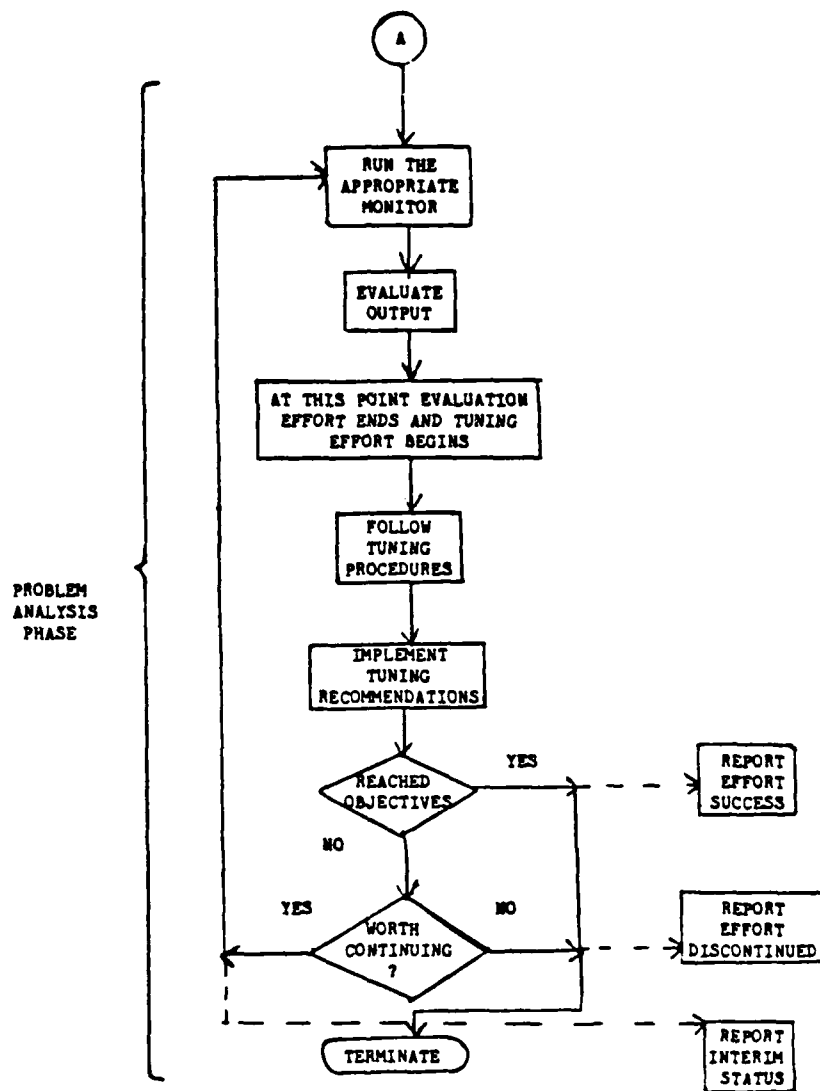 A
RUN THE
APPROPRIATE
MONITOR
EVALUATE
OUTPUT
AT THIS POINT EVALUATION
EFFORT ENDS AND TUNING
EFFORT BEGINS
FOLLOW
TUNING
PROCEDURES
PROBLEM
ANALYSIS
PHASE
IMPLEMENT
TUNING
RECOMMENDATIONS
REACHED
OBJECTIVES
YES
REPORT
EFFORT
SUCCESS
NO
YES
WORTH
CONTINUING
?
NO
REPORT
EFFORT
DISCONTINUED
TERMINATE
REPORT
INTERIM
STATUS